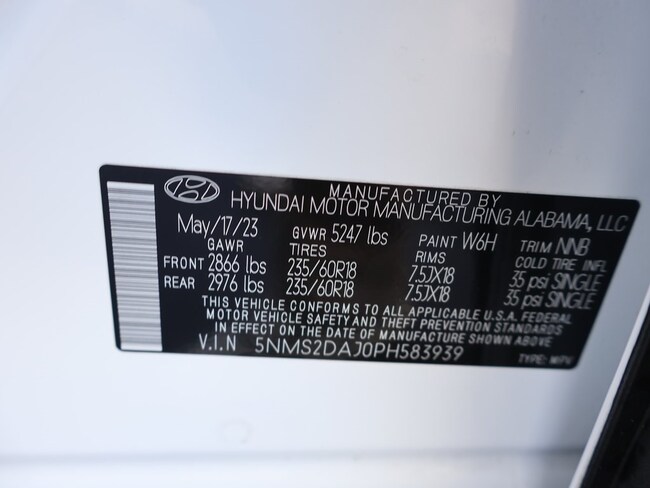 MANUFACTURED BY
HYUNDAI MOTOR MANUFACTURING ALABAMA, LLC
May/17/23 GVWR 5247 lbs PAINT W6H TRIM NNB
GAWR TIRES RIMS COLD TIRE INFL
FRONT 2866 lbs 235/60R18 7.5JX18 35 psi SINGLE
REAR 2976 lbs 235/60R18 7.5JX18 35 psi SINGLE
THIS VEHICLE CONFORMS TO ALL APPLICABLE U.S.A. FEDERAL
MOTOR VEHICLE SAFETY AND THEFT PREVENTION STANDARDS
IN EFFECT ON THE DATE OF MANUFACTURE SHOWN ABOVE
V.I.N 5NMS2DAJ0PH583939 TYPE: MPV